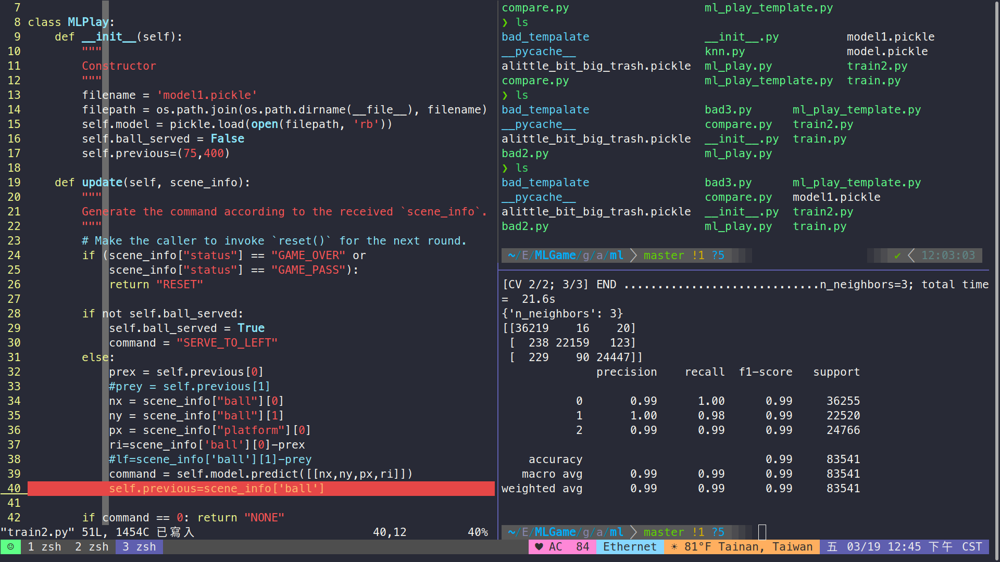 7
8 class MLPlay:
9     def __init__(self):
10         """
11         Constructor
12         """
13         filename = 'model1.pickle'
14         filepath = os.path.join(os.path.dirname(__file__), filename)
15         self.model = pickle.load(open(filepath, 'rb'))
16         self.ball_served = False
17         self.previous=(75,400)
18
19     def update(self, scene_info):
20         """
21         Generate the command according to the received `scene_info`.
22         """
23         # Make the caller to invoke `reset()` for the next round.
24         if (scene_info["status"] == "GAME_OVER" or
25             scene_info["status"] == "GAME_PASS"):
26             return "RESET"
27
28         if not self.ball_served:
29             self.ball_served = True
30             command = "SERVE_TO_LEFT"
31         else:
32             prex = self.previous[0]
33             #prey = self.previous[1]
34             nx = scene_info["ball"][0]
35             ny = scene_info["ball"][1]
36             px = scene_info["platform"][0]
37             ri=scene_info['ball'][0]-prex
38             #lf=scene_info['ball'][1]-prey
39             command = self.model.predict([[nx,ny,px,ri]])
40             self.previous=scene_info['ball']
41
42         if command == 0: return "NONE"
"train2.py" 51L, 1454C 已寫入 40,12 40%
compare.py ml_play_template.py
❯ ls
bad_tempalate __init__.py model1.pickle
__pycache__ knn.py model.pickle
alittle_bit_big_trash.pickle ml_play.py train2.py
compare.py ml_play_template.py train.py
❯ ls
bad_tempalate bad3.py ml_play_template.py
__pycache__ compare.py train2.py
alittle_bit_big_trash.pickle __init__.py train.py
bad2.py ml_play.py
❯ ls
bad_tempalate bad3.py ml_play_template.py
__pycache__ compare.py model1.pickle
alittle_bit_big_trash.pickle __init__.py train2.py
bad2.py ml_play.py train.py
~/E/MLGame/g/a/ml master !1 ?5 ✔ 12:03:03
[CV 2/2; 3/3] END .............................n_neighbors=3; total time
=  21.6s
{'n_neighbors': 3}
[[36219    16    20]
 [  238 22159   123]
 [  229    90 24447]]
precision recall f1-score support
0 0.99 1.00 0.99 36255
1 1.00 0.98 0.99 22520
2 0.99 0.99 0.99 24766
accuracy 0.99 83541
macro avg 0.99 0.99 0.99 83541
weighted avg 0.99 0.99 0.99 83541
~/E/MLGame/g/a/ml master !1 ?5
☺ 1 zsh 2 zsh 3 zsh ♥ AC 84 Ethernet ☀ 81°F Tainan, Taiwan 五 03/19 12:45 下午 CST